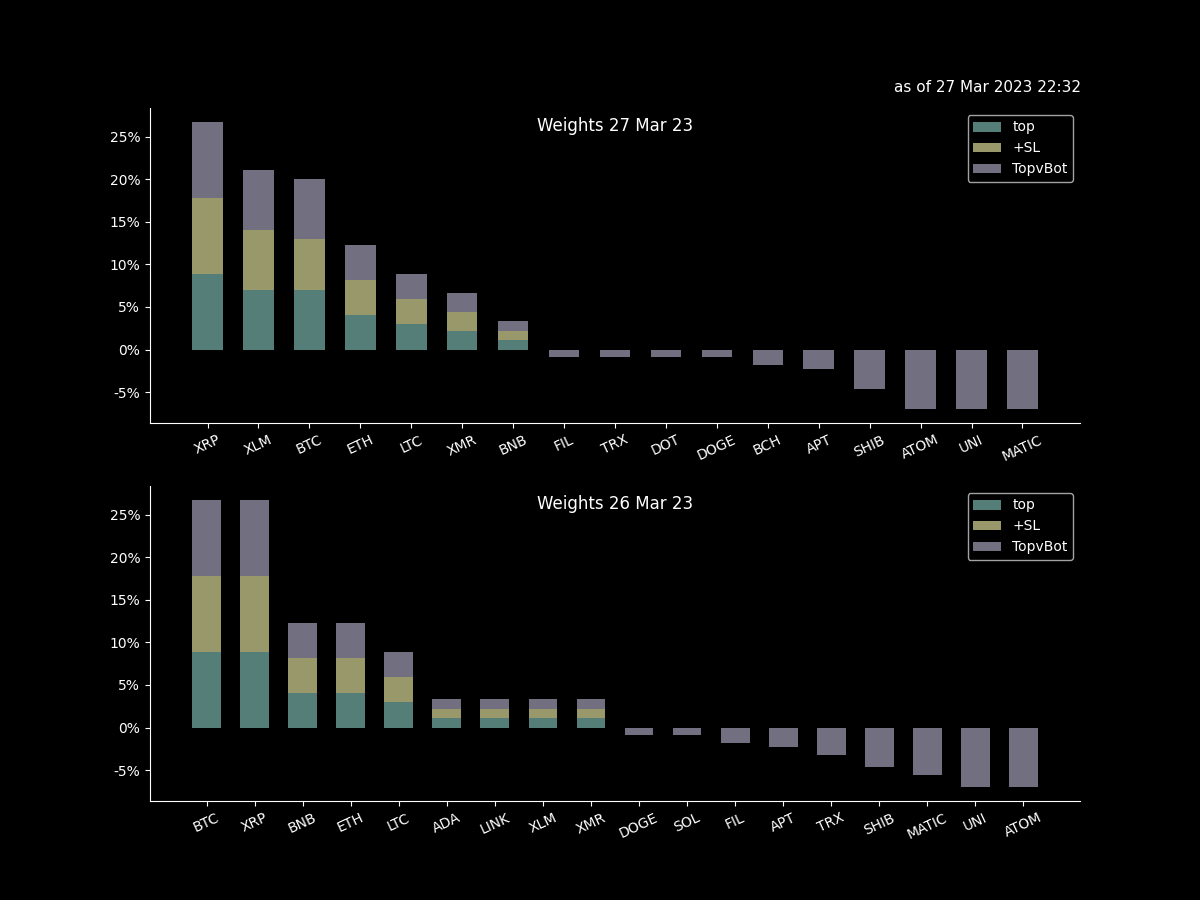 as of 27 Mar 2023 22:32
Weights 27 Mar 23
top
+SL
TopvBot
25%
20%
15%
10%
5%
0%
-5%
XRP XLM BTC ETH LTC XMR BNB FIL TRX DOT DOGE BCH APT SHIB ATOM UNI MATIC
Weights 26 Mar 23
top
+SL
TopvBot
25%
20%
15%
10%
5%
0%
-5%
BTC XRP BNB ETH LTC ADA LINK XLM XMR DOGE SOL FIL APT TRX SHIB MATIC UNI ATOM